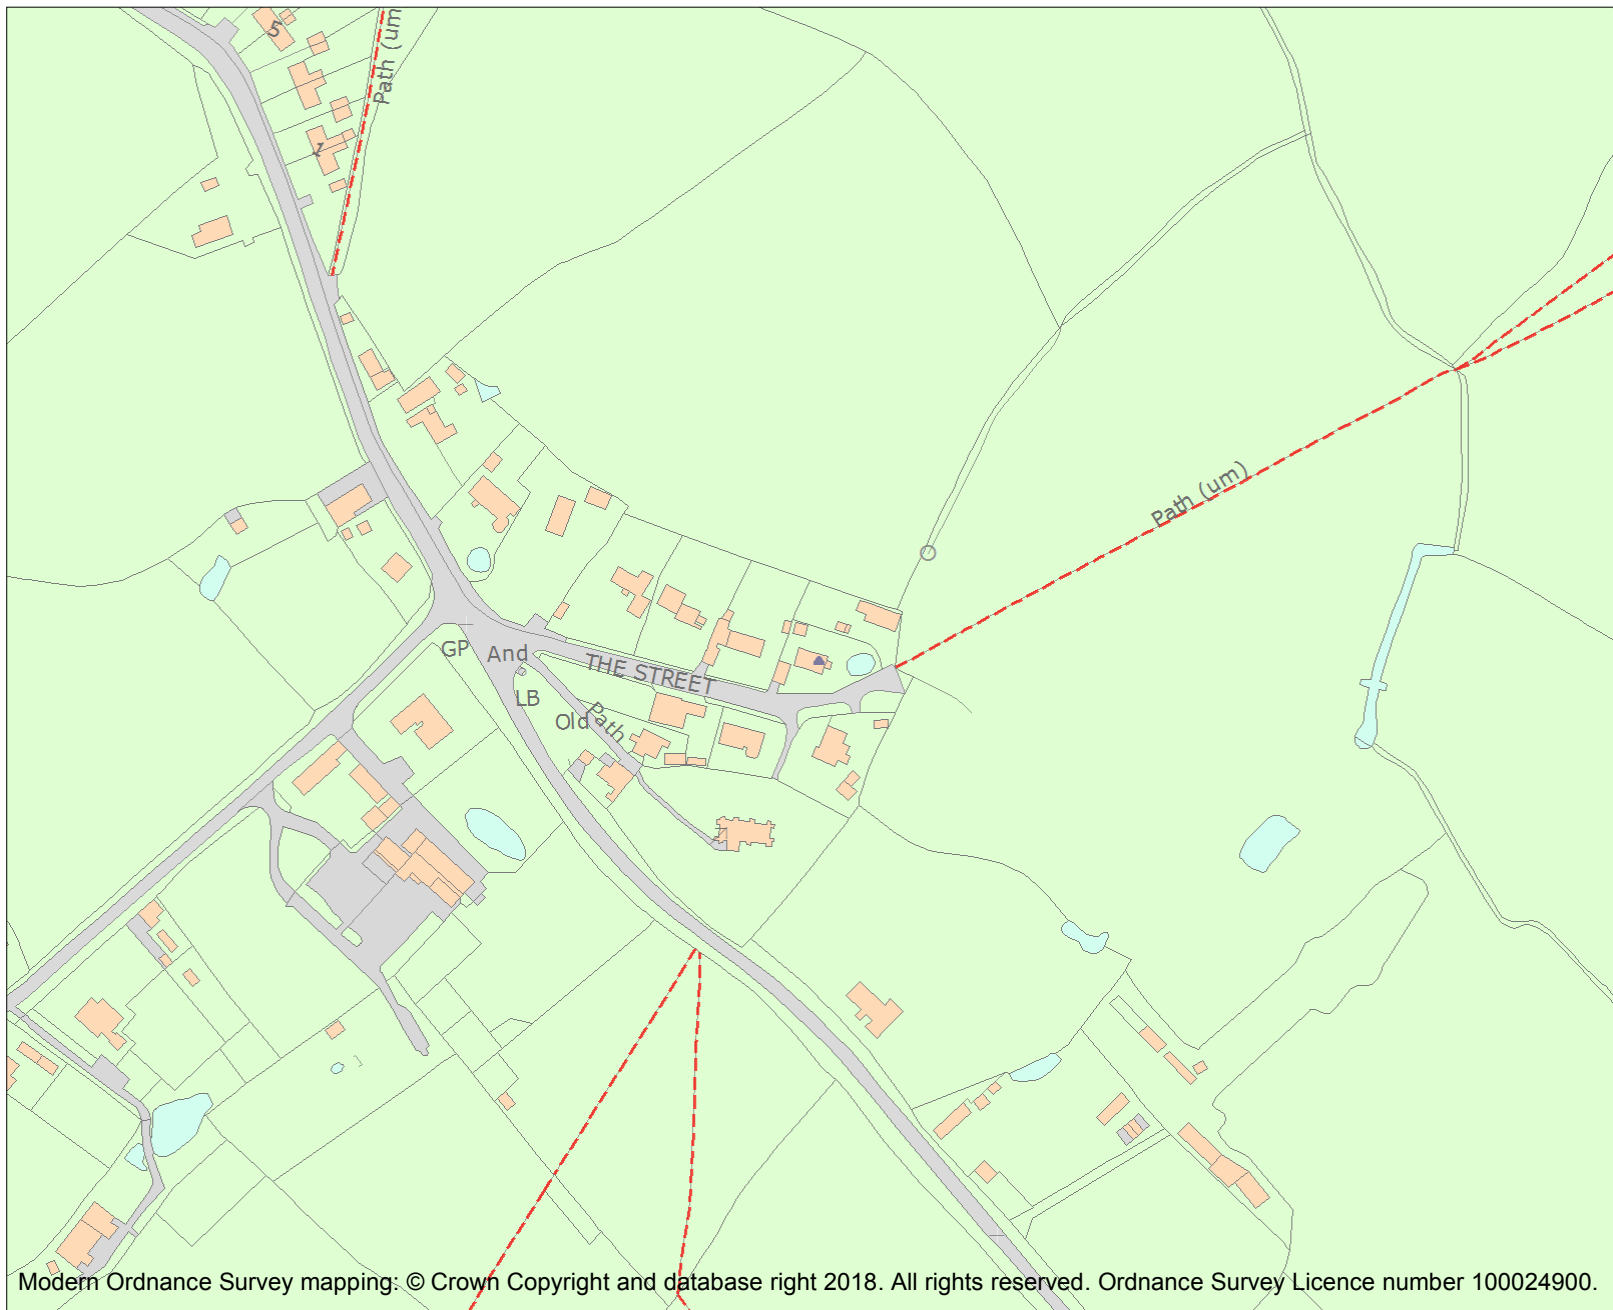 5
Path (um
1
Path (um)
GP And
THE STREET
LB
Old
Path
Modern Ordnance Survey mapping: © Crown Copyright and database right 2018. All rights reserved. Ordnance Survey Licence number 100024900.